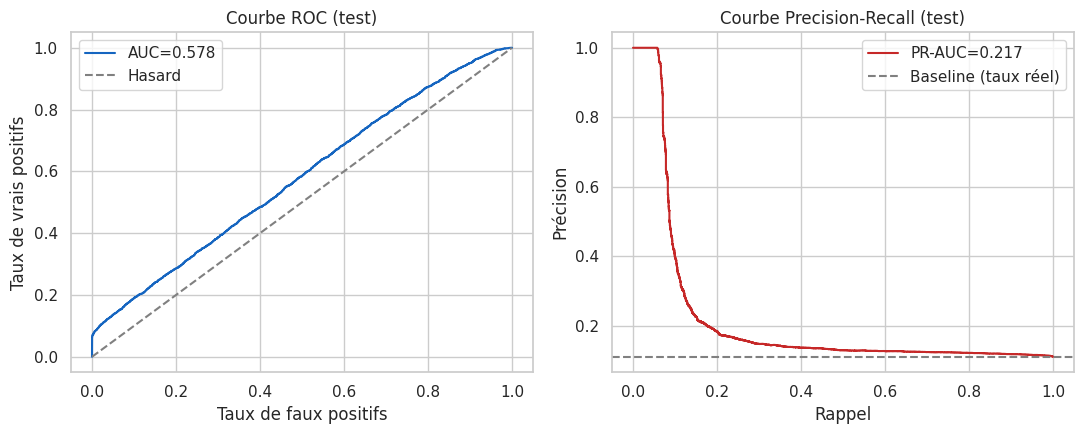 Courbe ROC (test)
AUC=0.578
Hasard
Taux de vrais positifs
1.0
0.8
0.6
0.4
0.2
0.0
0.0 0.2 0.4 0.6 0.8 1.0
Taux de faux positifs
Courbe Precision-Recall (test)
PR-AUC=0.217
Baseline (taux réel)
Précision
1.0
0.8
0.6
0.4
0.2
0.0 0.2 0.4 0.6 0.8 1.0
Rappel